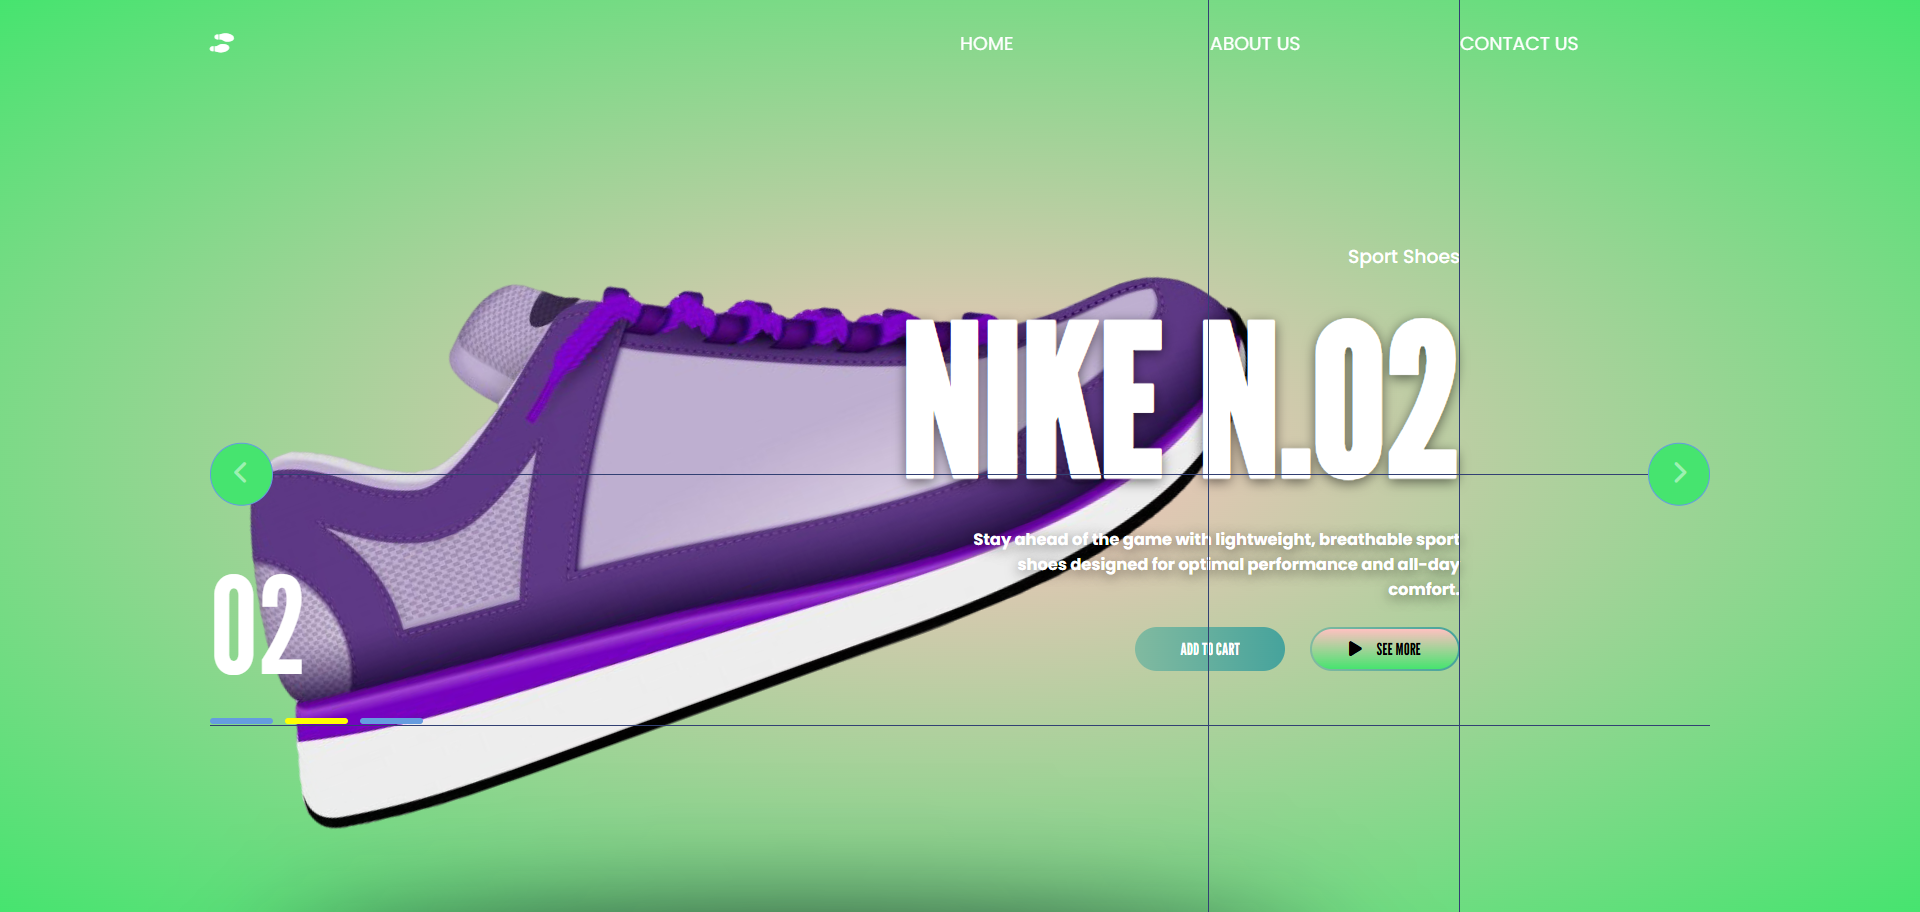 HOME
ABOUT US
CONTACT US
Sport Shoes
NIKE N.02
Stay ahead of the game with lightweight, breathable sport
shoes designed for optimal performance and all-day
comfort.
02
ADD TO CART
SEE MORE